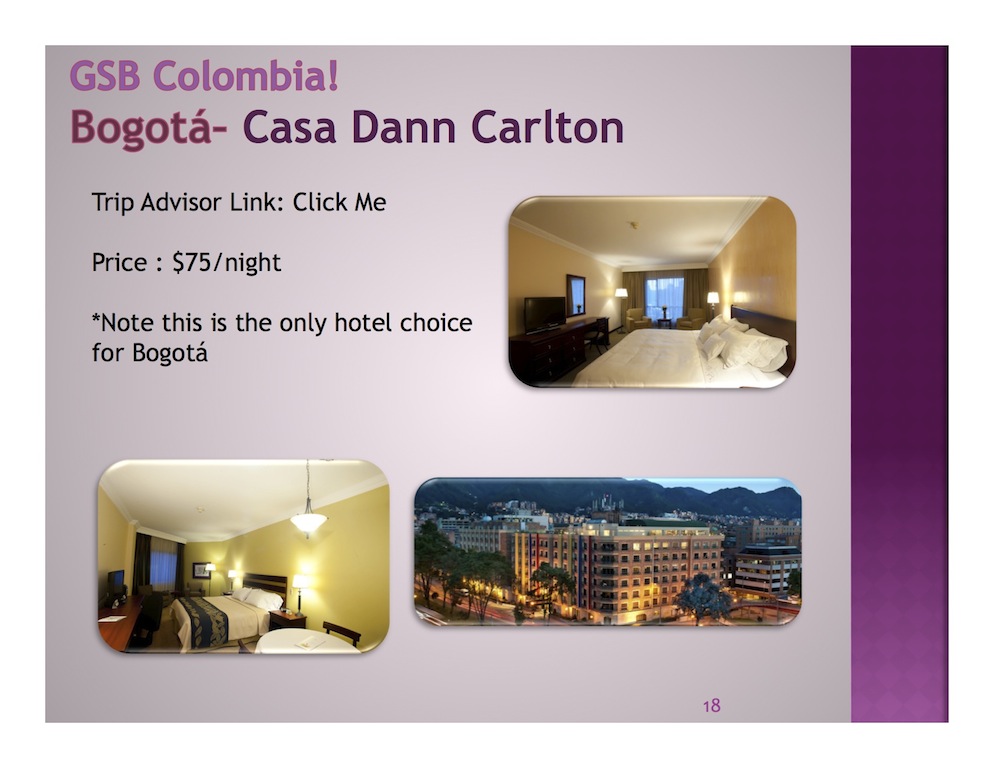 GSB Colombia!
Bogotá- Casa Dann Carlton
Trip Advisor Link: Click Me
Price : $75/night
*Note this is the only hotel choice
for Bogotá
18